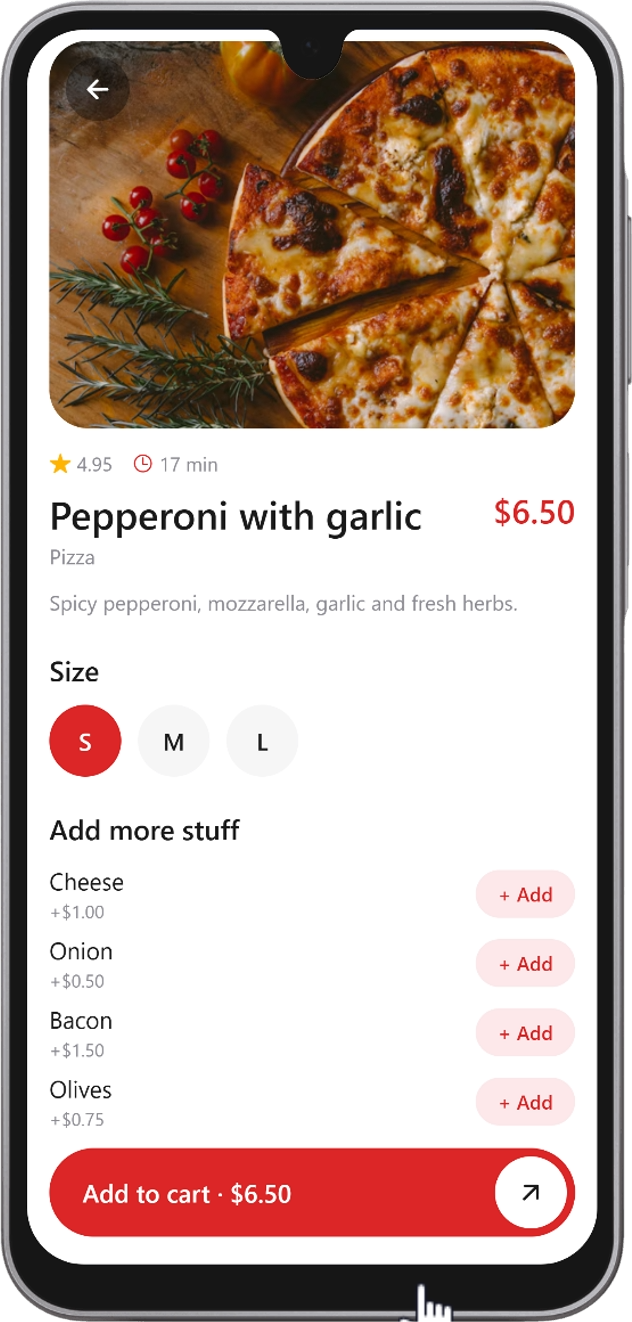 4.95 17 min
Pepperoni with garlic $6.50
Pizza
Spicy pepperoni, mozzarella, garlic and fresh herbs.
Size
S M L
Add more stuff
Cheese
+$1.00
+ Add
Onion
+$0.50
+ Add
Bacon
+$1.50
+ Add
Olives
+$0.75
+ Add
Add to cart · $6.50